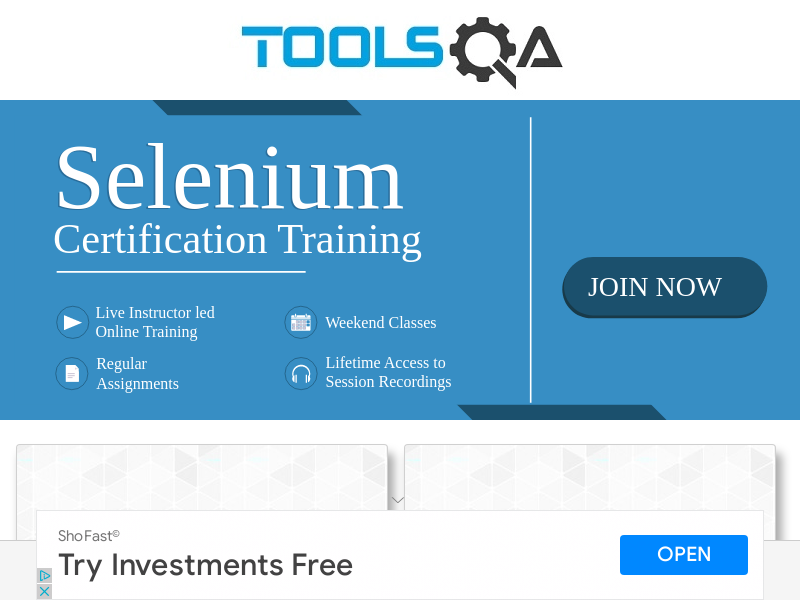 TOOLSQA
Selenium
Certification Training
JOIN NOW
Live Instructor led
Online Training
Weekend Classes
Regular
Assignments
Lifetime Access to
Session Recordings
ShoFast©
Try Investments Free
OPEN